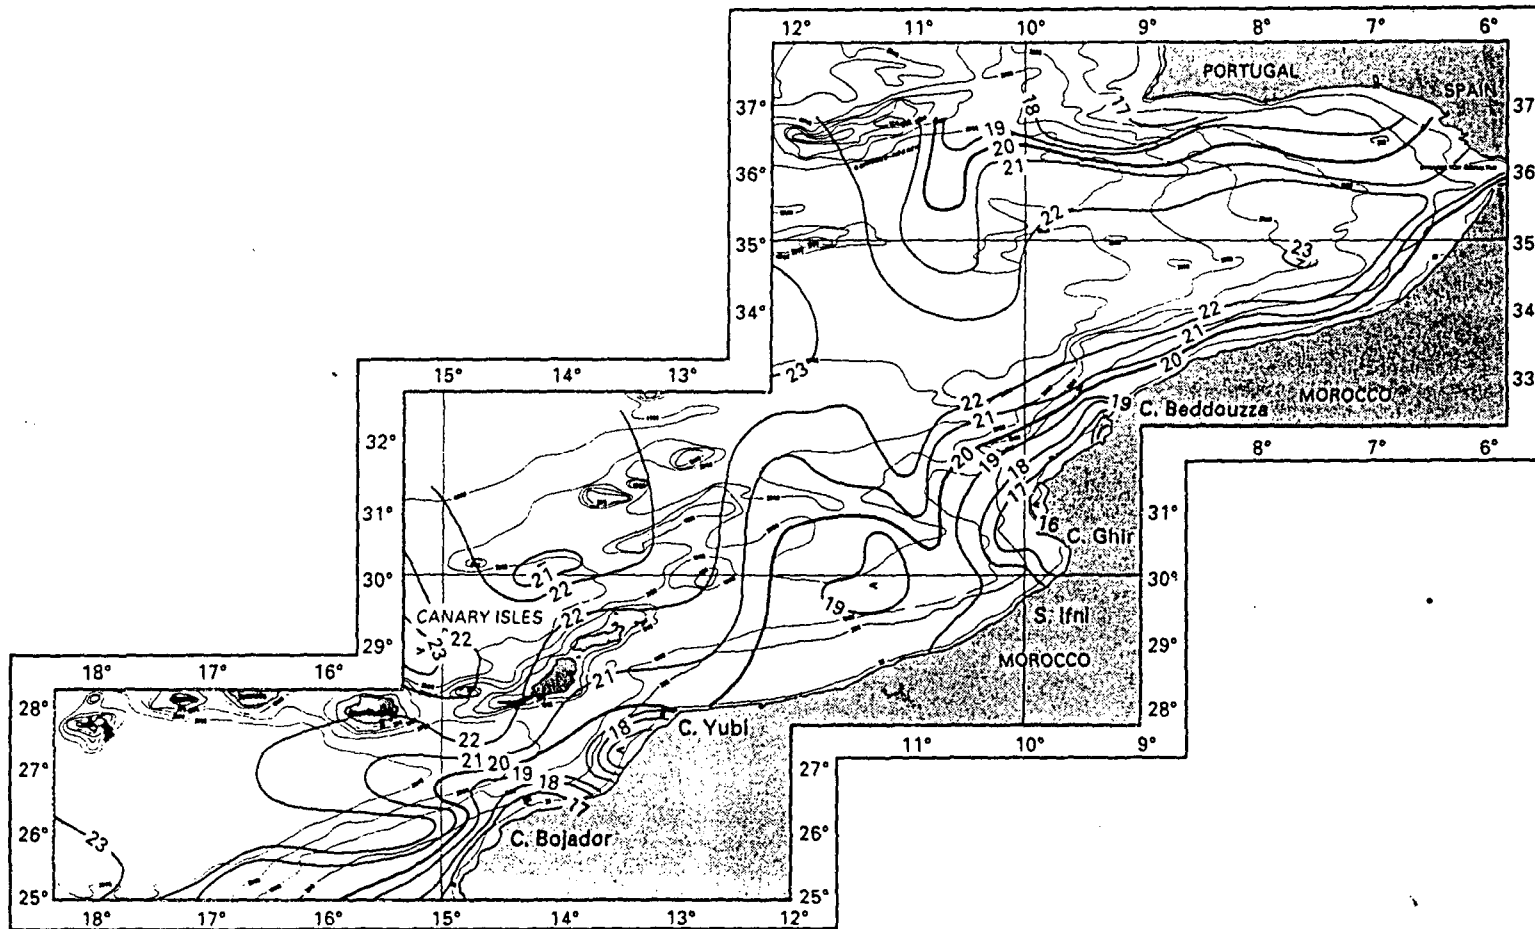 12° 11° 10° 9° 8° 7° 6°
PORTUGAL
SPAIN
37° 18 17 37
19
20
36° 21 36
22
35° 23 35
34° 22 34
21
20
23 33
15° 14° 13°
22 19 C. Beddouzza MOROCCO
21
32° 20 19 18 8° 7° 6°
17
31° 16 31°
C. Ghir
30° 21 30°
22 19
CANARY ISLES 22 S. Ifni
29° 22 29°
23 MOROCCO
18° 17° 16° 21
28° 18 C. Yubi 28°
22
21 20 11° 10° 9°
27° 19 18 27°
17
26° 23 C. Bojador 26°
25° 25°
18° 17° 16° 15° 14° 13° 12°